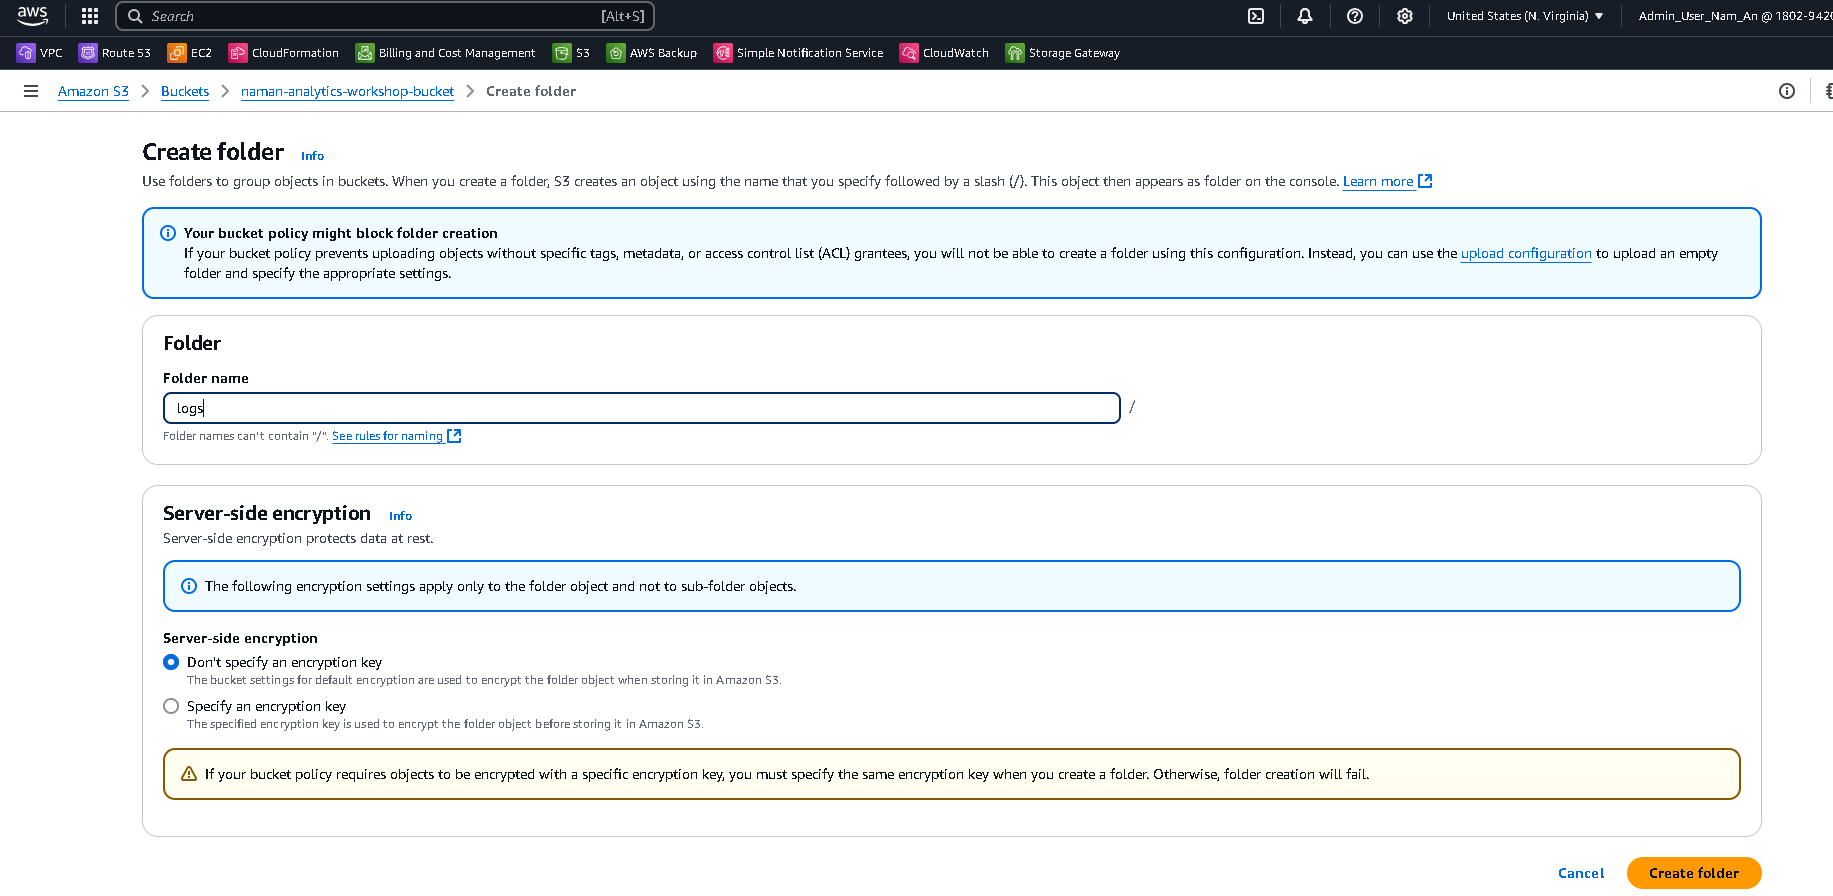 aws
Search [Alt+S]
United States (N. Virginia) ▼
Admin_User_Nam_An @ 1802-942
VPC Route 53 EC2 CloudFormation Billing and Cost Management S3 AWS Backup Simple Notification Service CloudWatch Storage Gateway
Amazon S3 > Buckets > naman-analytics-workshop-bucket > Create folder
Create folder Info
Use folders to group objects in buckets. When you create a folder, S3 creates an object using the name that you specify followed by a slash (/). This object then appears as folder on the console. Learn more
Your bucket policy might block folder creation
If your bucket policy prevents uploading objects without specific tags, metadata, or access control list (ACL) grantees, you will not be able to create a folder using this configuration. Instead, you can use the upload configuration to upload an empty
folder and specify the appropriate settings.
Folder
Folder name
logs /
Folder names can't contain "/". See rules for naming
Server-side encryption Info
Server-side encryption protects data at rest.
The following encryption settings apply only to the folder object and not to sub-folder objects.
Server-side encryption
Don't specify an encryption key
The bucket settings for default encryption are used to encrypt the folder object when storing it in Amazon S3.
Specify an encryption key
The specified encryption key is used to encrypt the folder object before storing it in Amazon S3.
If your bucket policy requires objects to be encrypted with a specific encryption key, you must specify the same encryption key when you create a folder. Otherwise, folder creation will fail.
Cancel Create folder